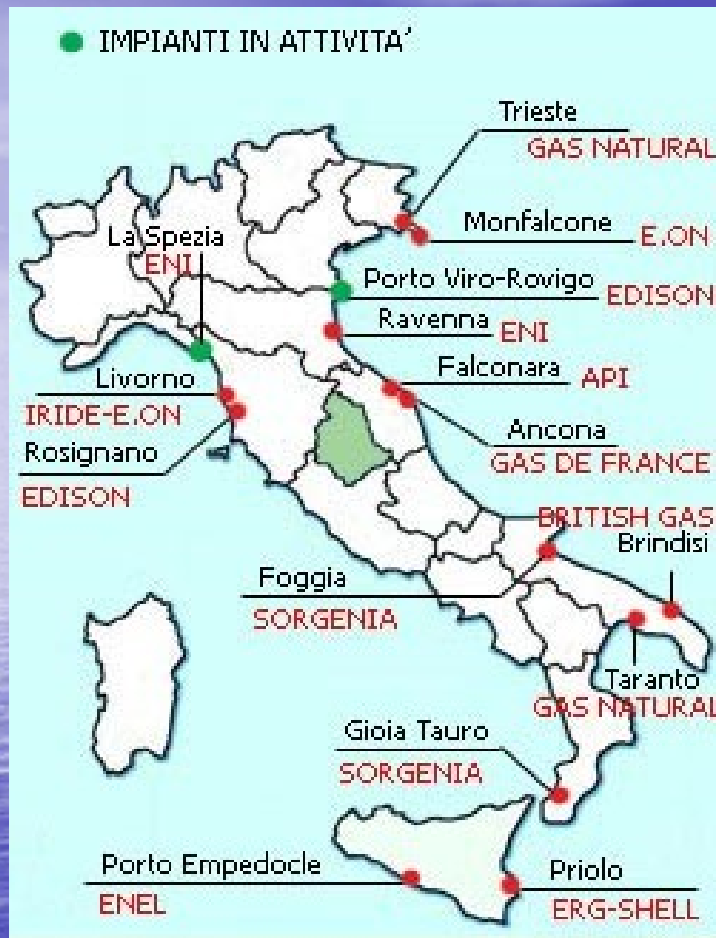 IMPIANTI IN ATTIVITA'
Trieste
GAS NATURAL
Monfalcone
E.ON
La Spezia
ENI
Porto Viro-Rovigo
EDISON
Ravenna
ENI
Falconara
API
Livorno
IRIDE-E.ON
Ancona
GAS DE FRANCE
Rosignano
EDISON
BRITISH GAS
Brindisi
Foggia
SORGENIA
Taranto
GAS NATURAL
Gioia Tauro
SORGENIA
Porto Empedocle
ENEL
Priolo
ERG-SHELL